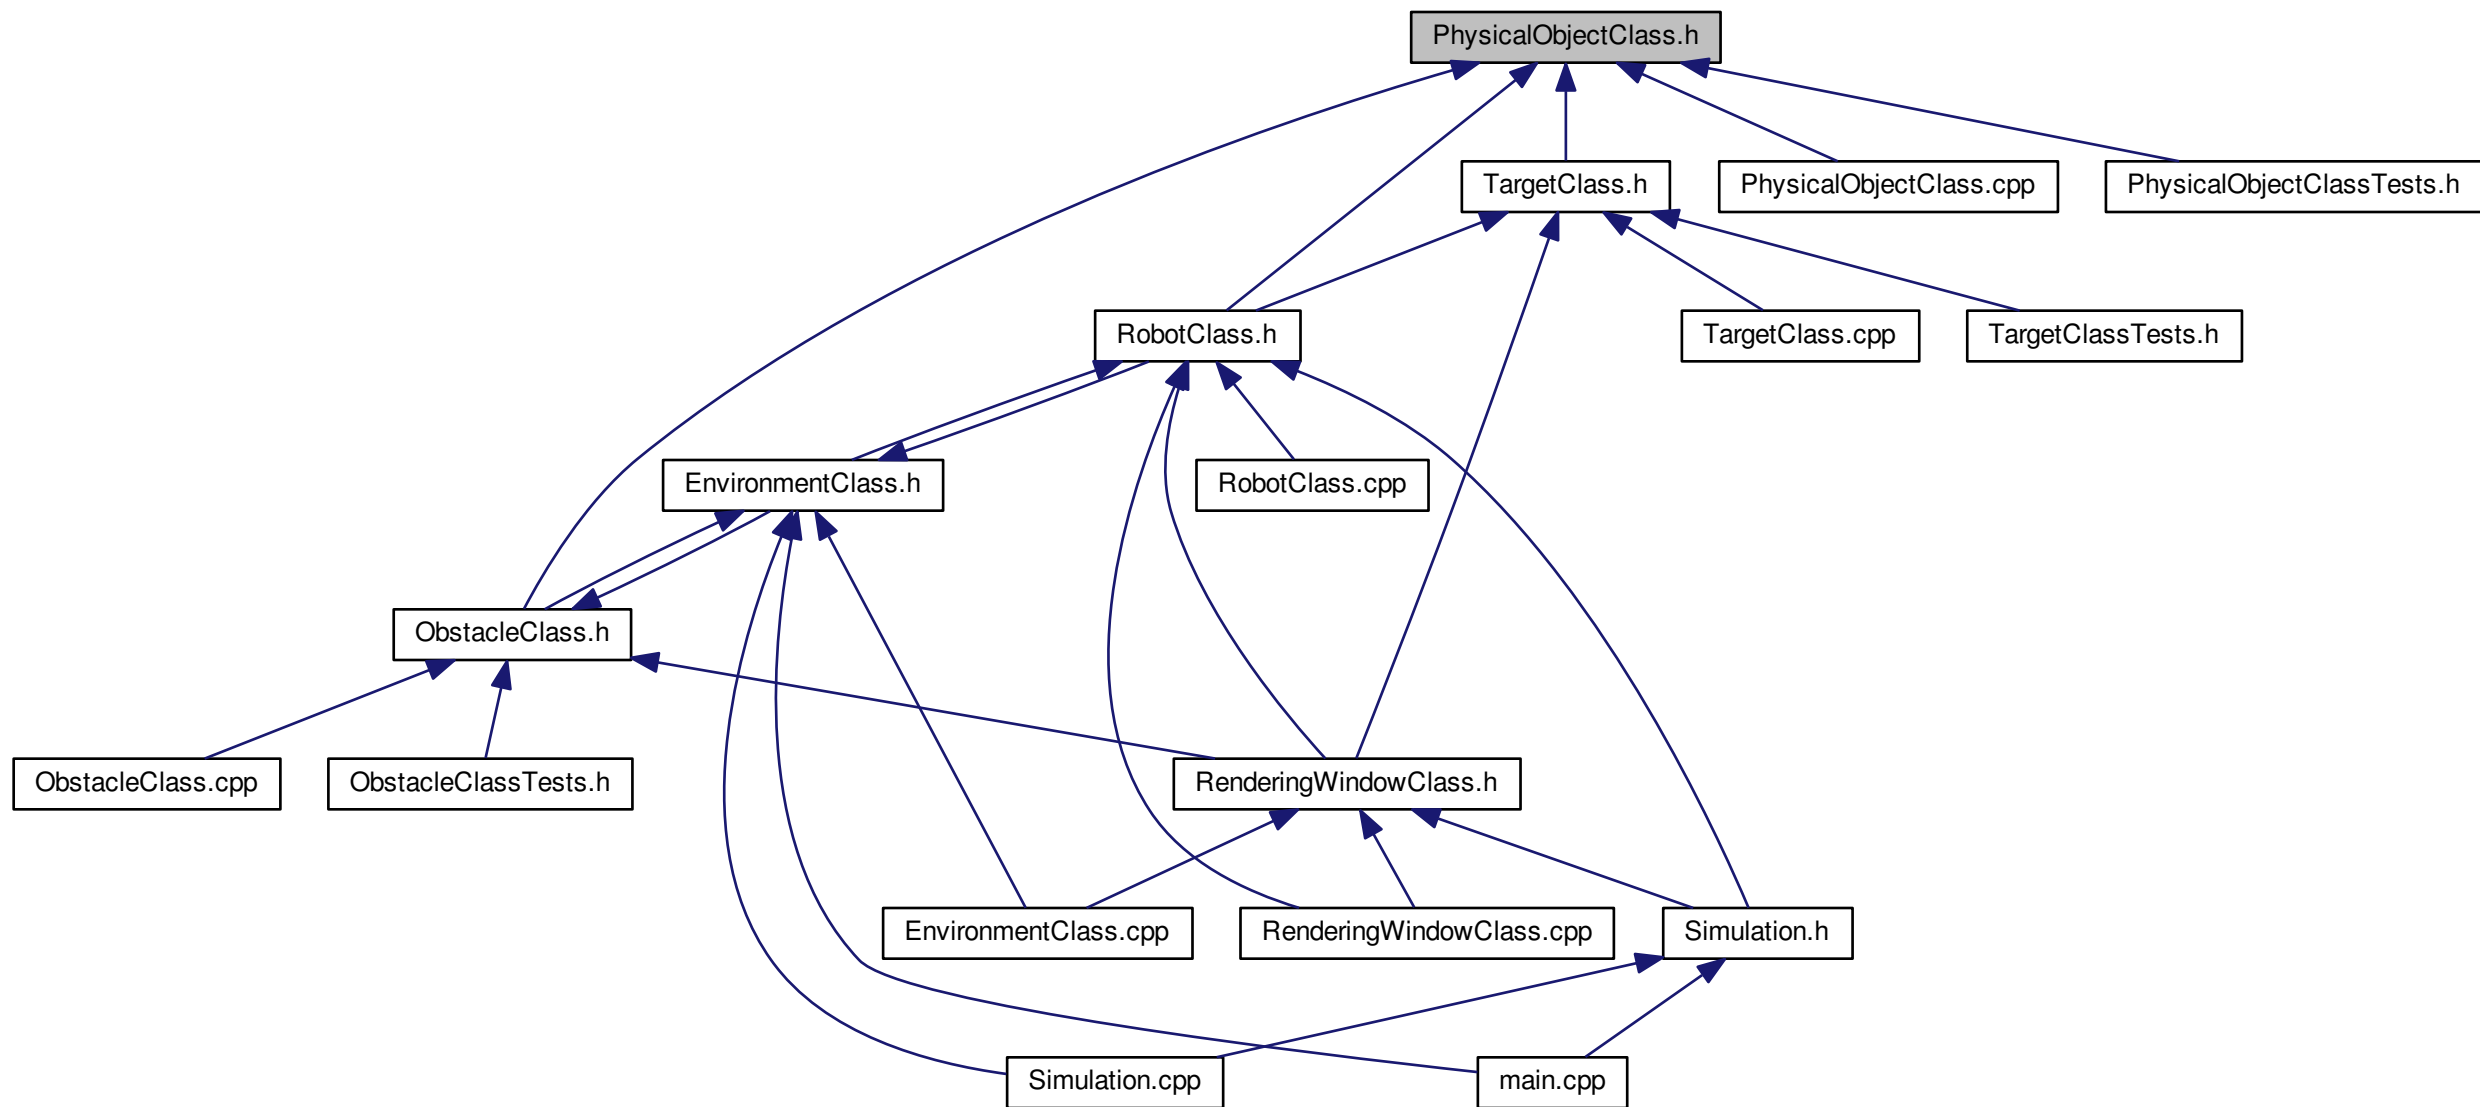 PhysicalObjectClass.h
TargetClass.h
PhysicalObjectClass.cpp
PhysicalObjectClassTests.h
RobotClass.h
TargetClass.cpp
TargetClassTests.h
EnvironmentClass.h
RobotClass.cpp
ObstacleClass.h
ObstacleClass.cpp
ObstacleClassTests.h
RenderingWindowClass.h
EnvironmentClass.cpp
RenderingWindowClass.cpp
Simulation.h
Simulation.cpp
main.cpp